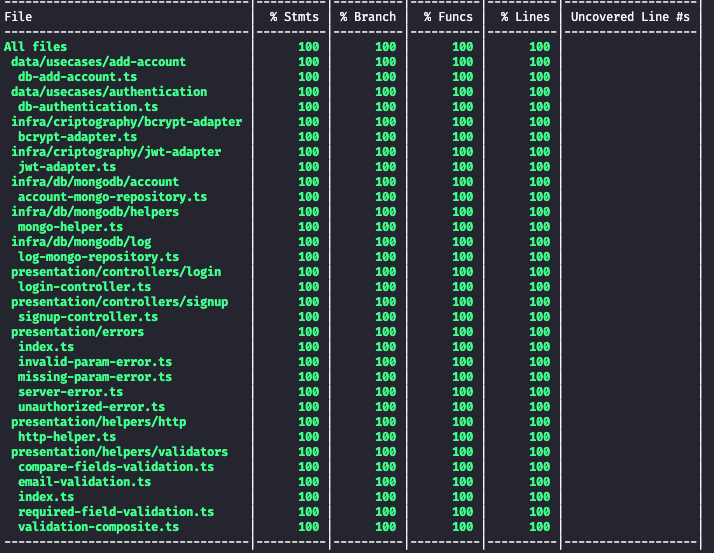 File | % Stmts | % Branch | % Funcs | % Lines | Uncovered Line #s
All files | 100 | 100 | 100 | 100 |
data/usecases/add-account | 100 | 100 | 100 | 100 |
db-add-account.ts | 100 | 100 | 100 | 100 |
data/usecases/authentication | 100 | 100 | 100 | 100 |
db-authentication.ts | 100 | 100 | 100 | 100 |
infra/criptography/bcrypt-adapter | 100 | 100 | 100 | 100 |
bcrypt-adapter.ts | 100 | 100 | 100 | 100 |
infra/criptography/jwt-adapter | 100 | 100 | 100 | 100 |
jwt-adapter.ts | 100 | 100 | 100 | 100 |
infra/db/mongodb/account | 100 | 100 | 100 | 100 |
account-mongo-repository.ts | 100 | 100 | 100 | 100 |
infra/db/mongodb/helpers | 100 | 100 | 100 | 100 |
mongo-helper.ts | 100 | 100 | 100 | 100 |
infra/db/mongodb/log | 100 | 100 | 100 | 100 |
log-mongo-repository.ts | 100 | 100 | 100 | 100 |
presentation/controllers/login | 100 | 100 | 100 | 100 |
login-controller.ts | 100 | 100 | 100 | 100 |
presentation/controllers/signup | 100 | 100 | 100 | 100 |
signup-controller.ts | 100 | 100 | 100 | 100 |
presentation/errors | 100 | 100 | 100 | 100 |
index.ts | 100 | 100 | 100 | 100 |
invalid-param-error.ts | 100 | 100 | 100 | 100 |
missing-param-error.ts | 100 | 100 | 100 | 100 |
server-error.ts | 100 | 100 | 100 | 100 |
unauthorized-error.ts | 100 | 100 | 100 | 100 |
presentation/helpers/http | 100 | 100 | 100 | 100 |
http-helper.ts | 100 | 100 | 100 | 100 |
presentation/helpers/validators | 100 | 100 | 100 | 100 |
compare-fields-validation.ts | 100 | 100 | 100 | 100 |
email-validation.ts | 100 | 100 | 100 | 100 |
index.ts | 100 | 100 | 100 | 100 |
required-field-validation.ts | 100 | 100 | 100 | 100 |
validation-composite.ts | 100 | 100 | 100 | 100 |